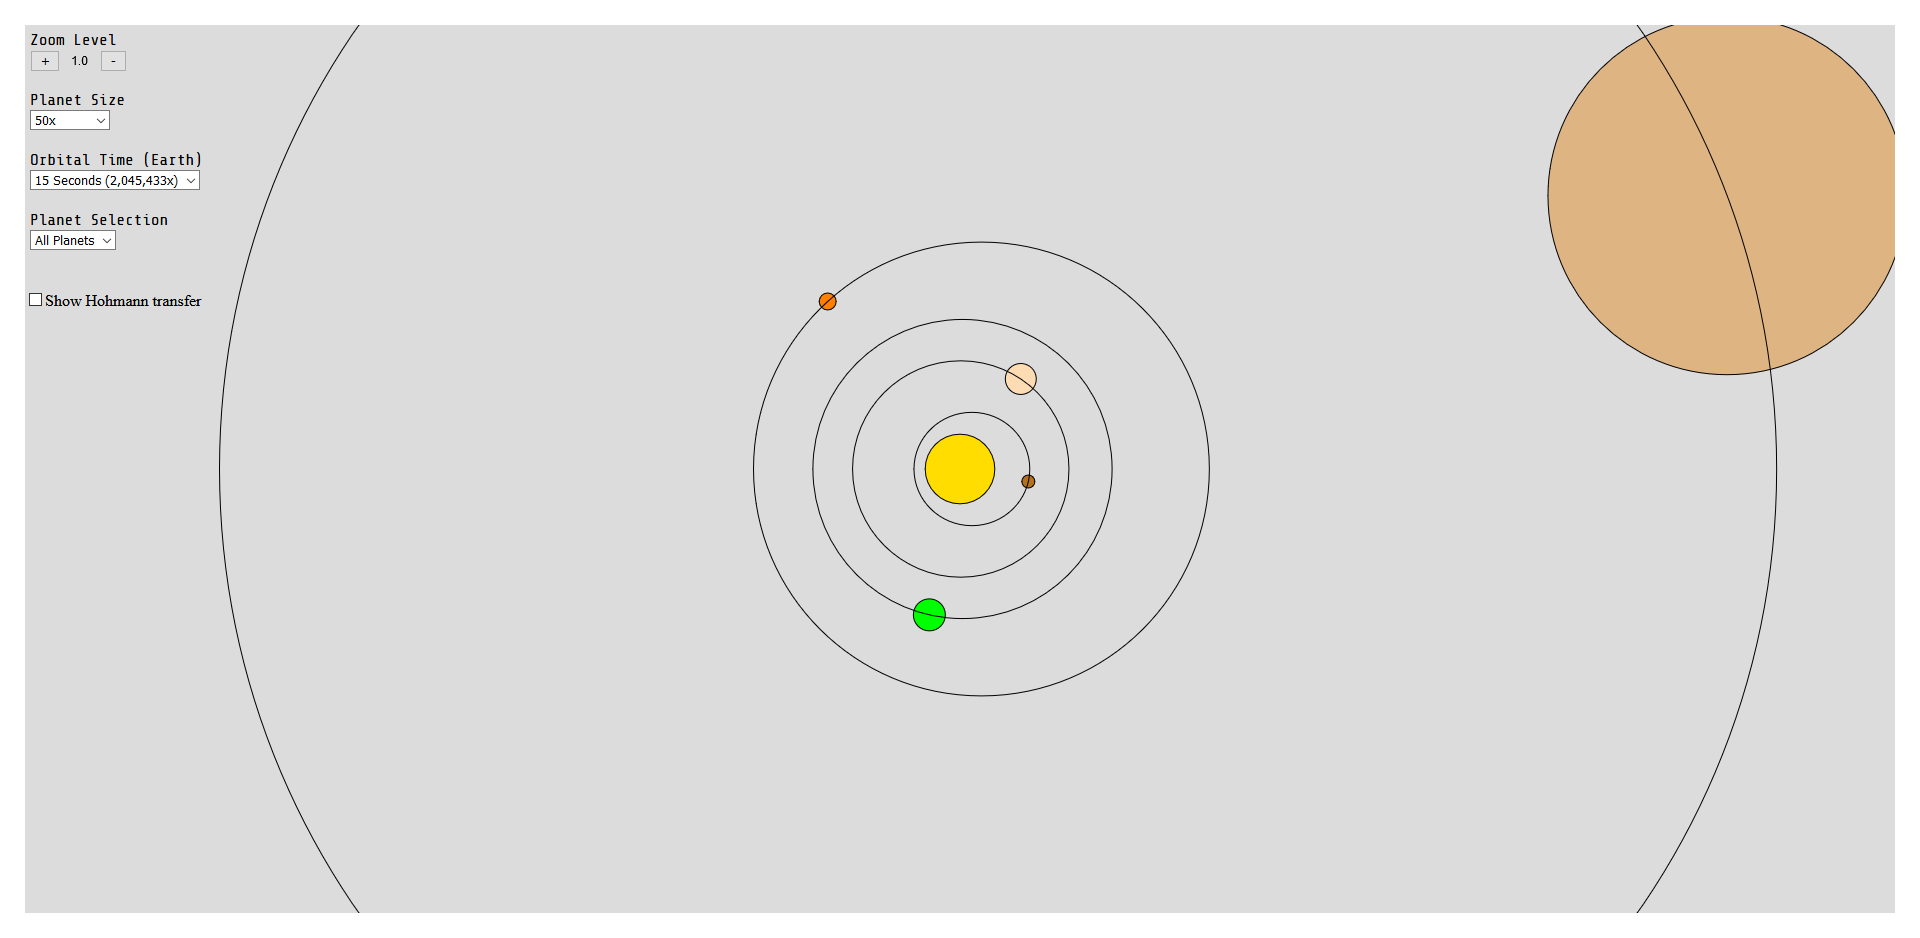 Zoom Level
+ 1.0 -
Planet Size
50x
Orbital Time (Earth)
15 Seconds (2,045,433x)
Planet Selection
All Planets
Show Hohmann transfer